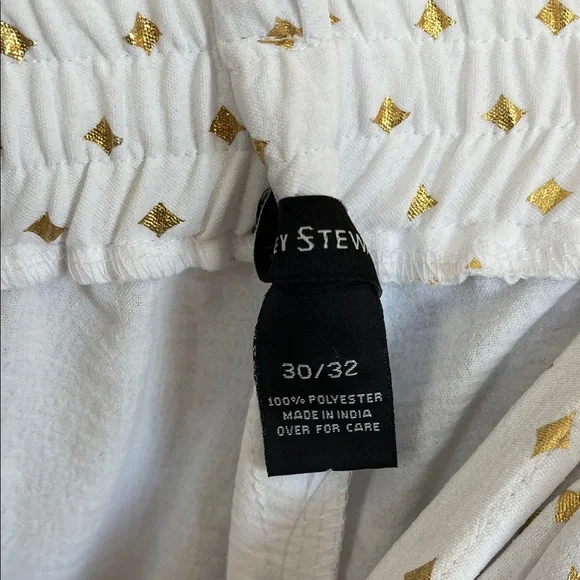 EY STEW
30/32
100% POLYESTER
MADE IN INDIA
OVER FOR CARE